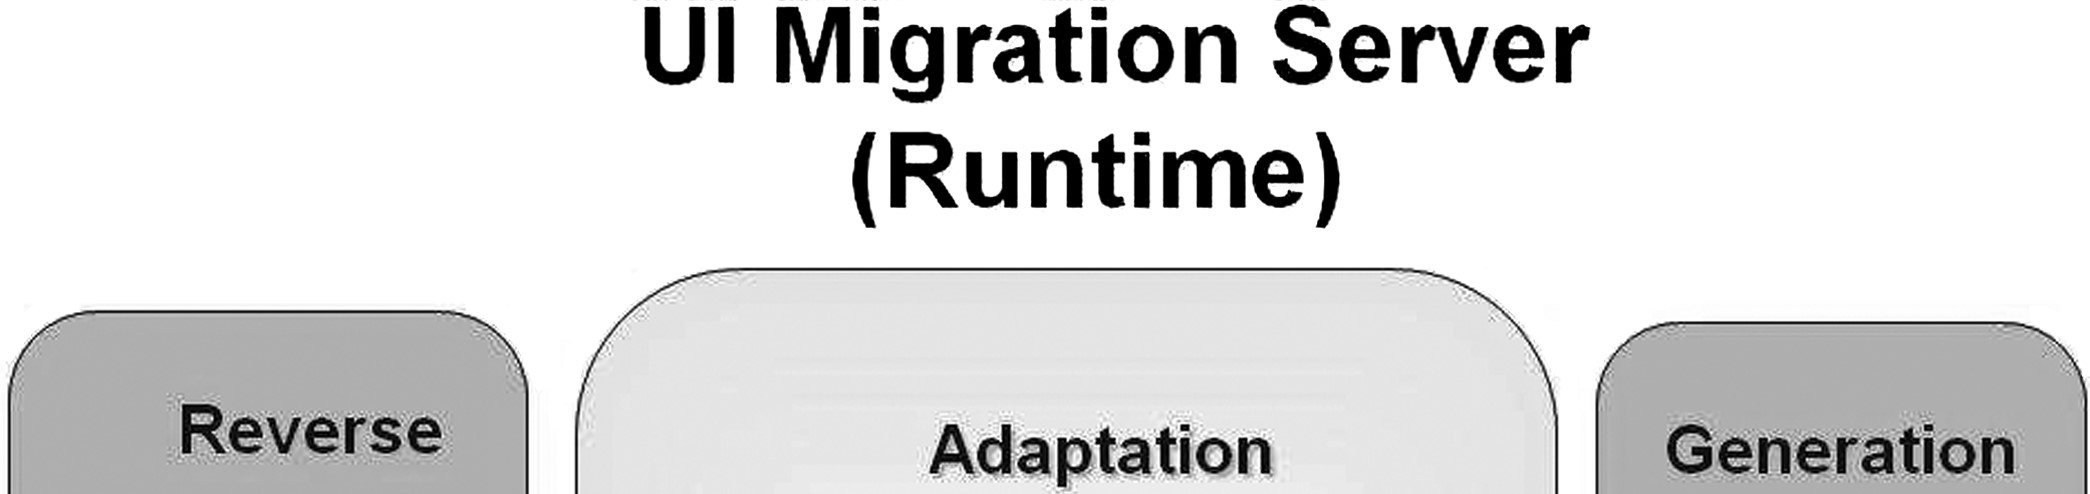 UI Migration Server
(Runtime)
Reverse
Adaptation
Generation